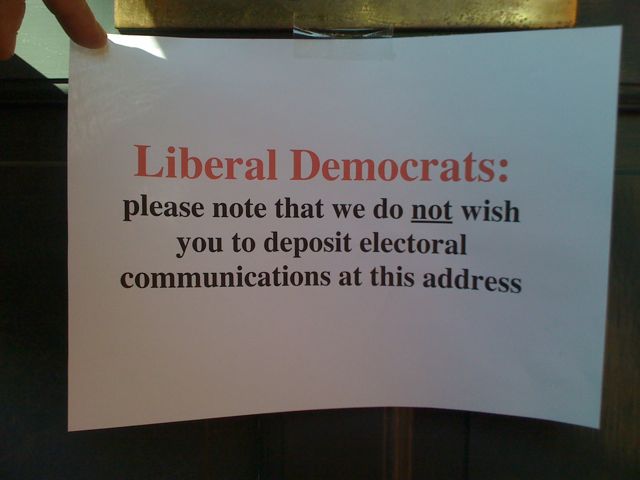 Liberal Democrats:
please note that we do not wish
you to deposit electoral
communications at this address